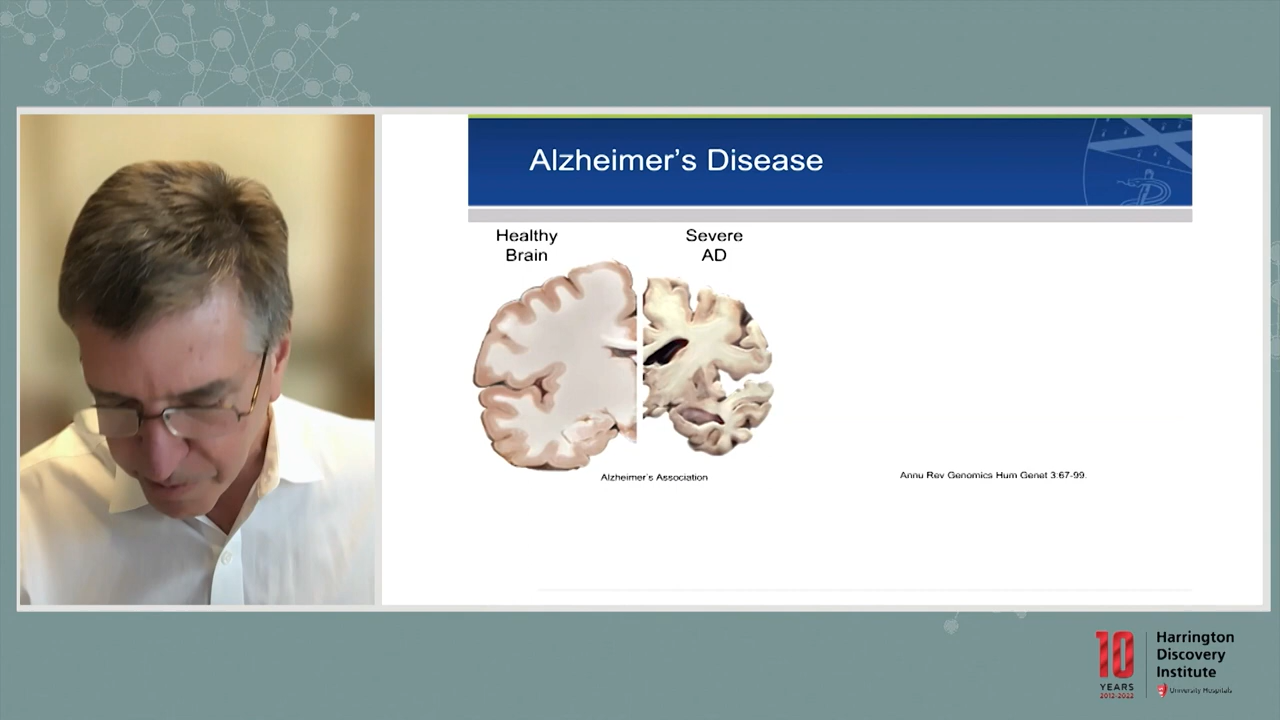 Alzheimer's Disease
Healthy
Brain
Severe
AD
Alzheimer's Association
Annu Rev Genomics Hum Genet 3:67-99.
10
YEARS
2012-2022
Harrington
Discovery
Institute
University Hospitals